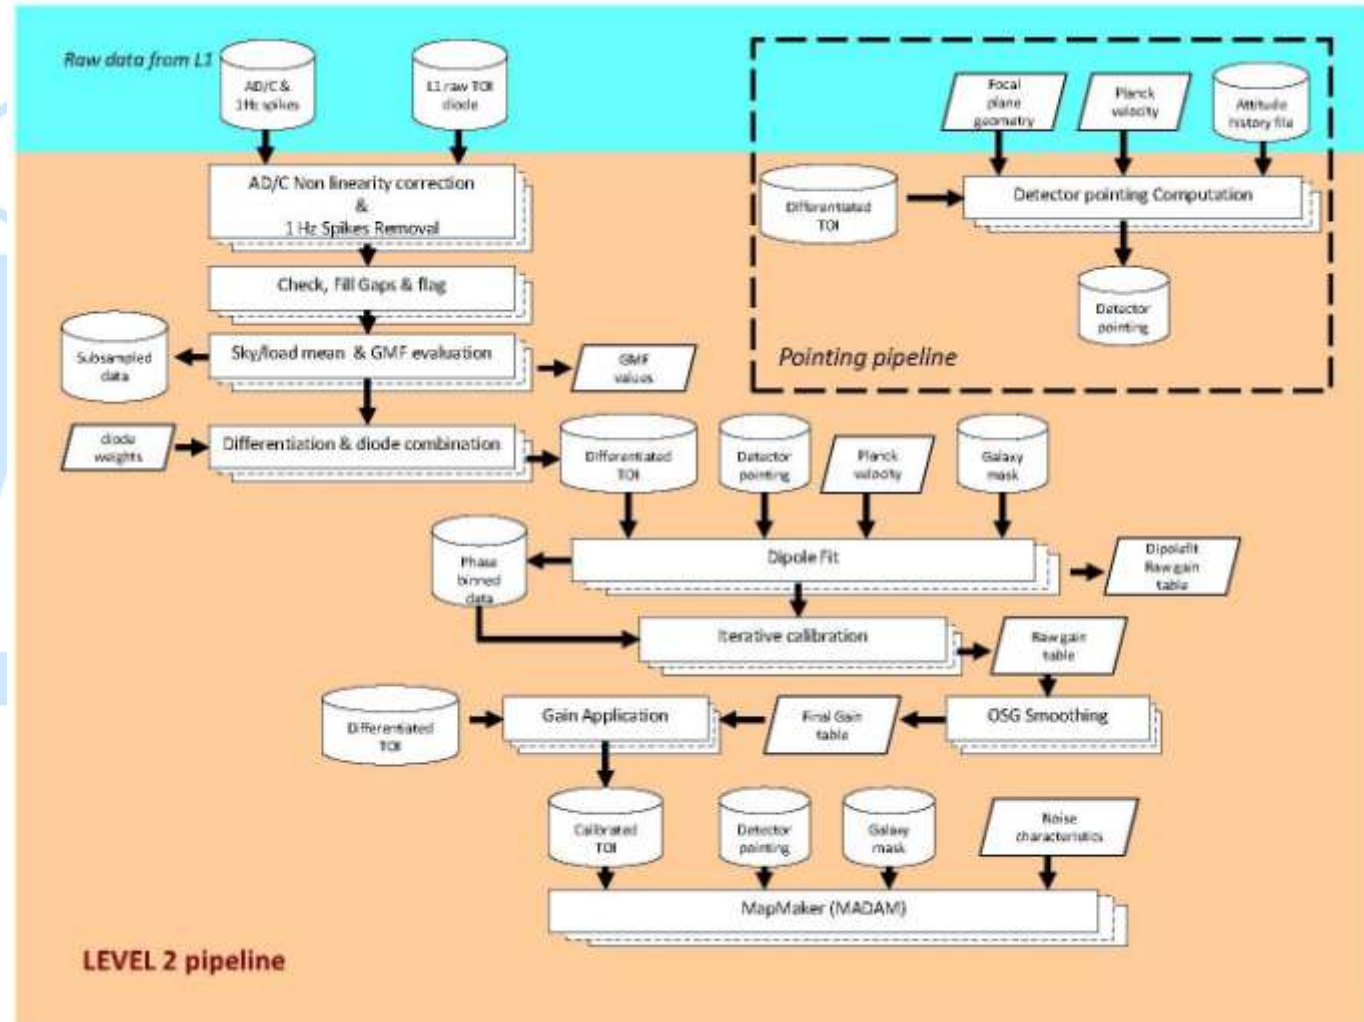 Raw data from L1
AD/C &
1Hz spikes
L1 raw TOI
diode
Focal
plane
geometry
Planck
velocity
Attitude
history file
AD/C Non linearity correction
&
1 Hz Spikes Removal
Differentiated
TOI
Detector pointing Computation
Check, Fill Gaps & flag
Detector
pointing
Pointing pipeline
Subsampled
data
Sky/load mean & GMF evaluation
GMF
values
diode
weights
Differentiation & diode combination
Differentiated
TOI
Detector
pointing
Planck
velocity
Galaxy
mask
Phase
binned
data
Dipole Fit
Dipolefit
Raw gain
table
Iterative calibration
Raw gain
table
Differentiated
TOI
Gain Application
Final Gain
table
OSG Smoothing
Calibrated
TOI
Detector
pointing
Galaxy
mask
Noise
characteristics
MapMaker (MADAM)
LEVEL 2 pipeline